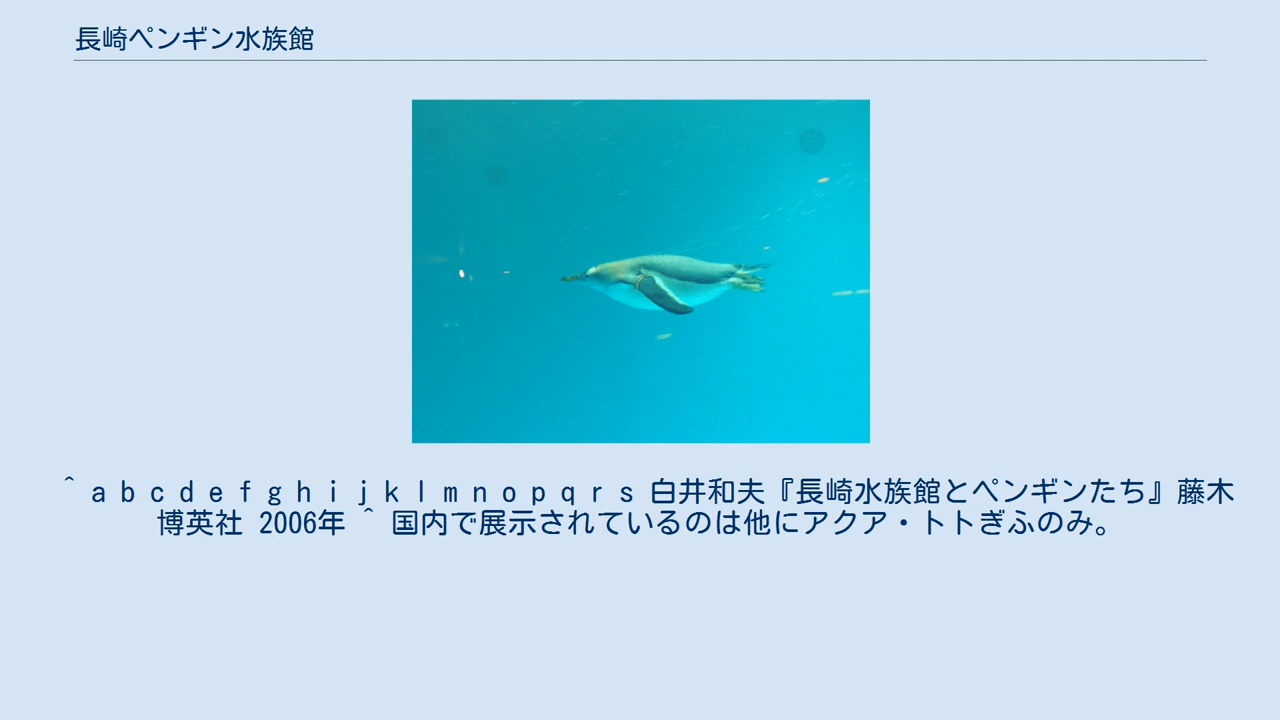 長崎ペンギン水族館
^ a b c d e f g h i j k l m n o p q r s 白井和夫『長崎水族館とペンギンたち』藤木
博英社 2006年 ^ 国内で展示されているのは他にアクア・トトぎふのみ。